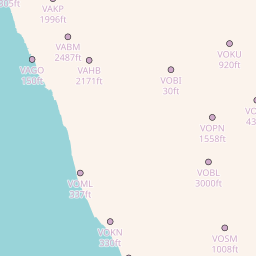 VAKP
1996ft
VABM
2487ft
VAHB
2171ft
VOKU
920ft
VOBI
30ft
VOPN
1558ft
VOBL
3000ft
VOML
337ft
VOKN
330ft
VOSM
1008ft